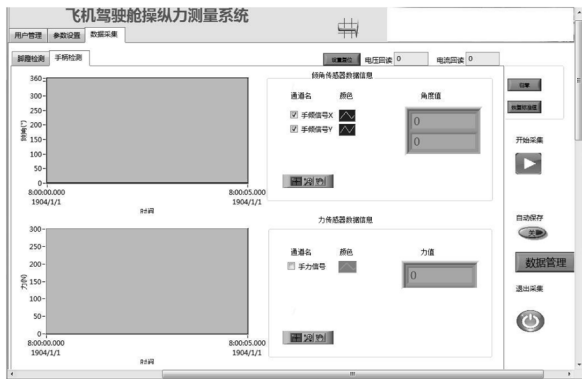 飞机驾驶舱操纵力测量系统
用户管理 参数设置 数据采集
脚蹬检测 手柄检测
电压回读 0 电流回读 0
倾角传感器数据信息
通道名 颜色 角度值
手倾信号X
手倾信号Y
0
0
360
300
250
200
150
100
50
0
8:00:00.000 8:00:05.000
1904/1/1 1904/1/1
时间
力传感器数据信息
通道名 颜色 力值
手力信号
0
力(N)
300
250
200
150
100
50
0
8:00:00.000 8:00:05.000
1904/1/1 1904/1/1
时间
开始采集
自动保存
关
数据管理
退出采集